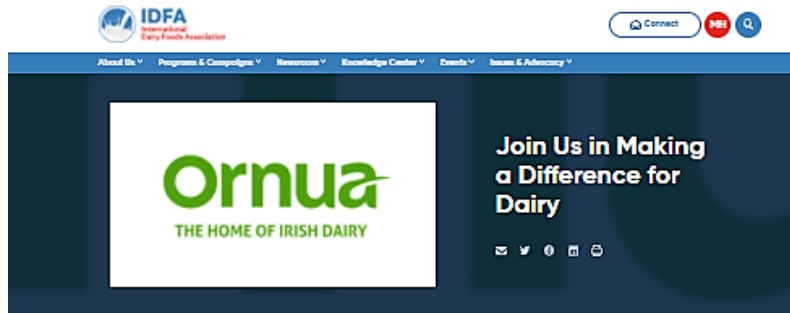 IDFA
International
Dairy Foods Association
Connect
MH
About Us
Programs & Campaigns
Newsroom
Knowledge Center
Events
Issues & Advocacy
Ornua
THE HOME OF IRISH DAIRY
Join Us in Making
a Difference for
Dairy